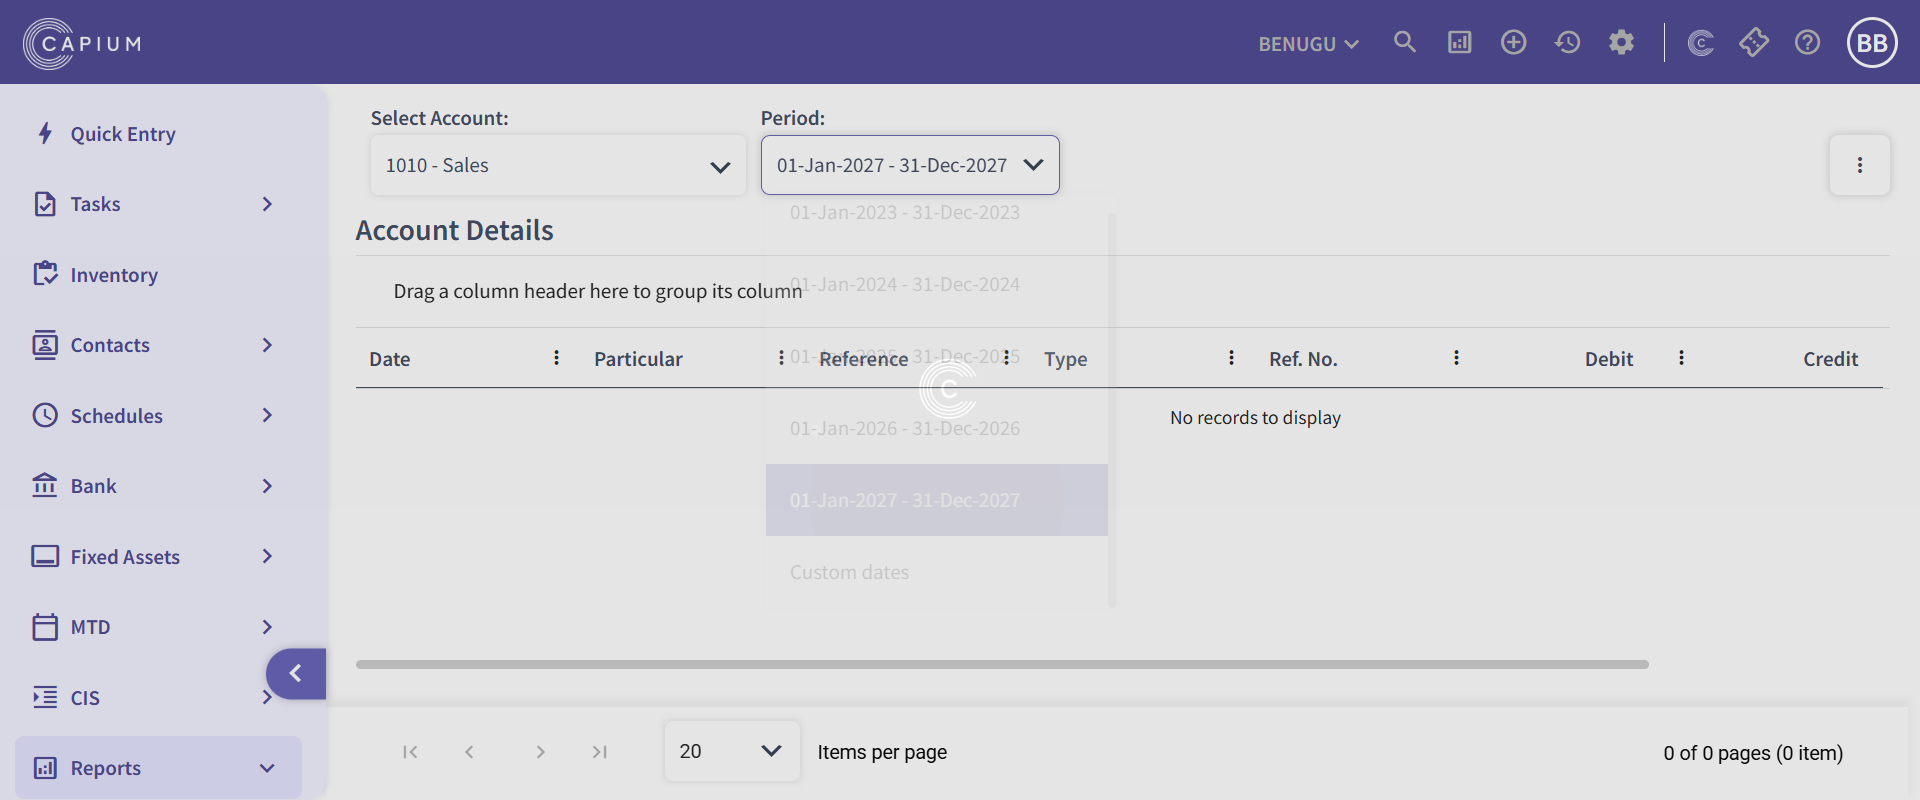 CAPIUM
BENUGU
BB
Quick Entry
Tasks
Inventory
Contacts
Schedules
Bank
Fixed Assets
MTD
CIS
Reports
Select Account:
Period:
1010 - Sales
01-Jan-2027 - 31-Dec-2027
01-Jan-2023 - 31-Dec-2023
Account Details
01-Jan-2024 - 31-Dec-2024
Drag a column header here to group its column
01-Jan-2025 - 31-Dec-2025
Date
Particular
Reference
Type
Ref. No.
Debit
Credit
C
No records to display
01-Jan-2026 - 31-Dec-2026
01-Jan-2027 - 31-Dec-2027
Custom dates
20
Items per page
0 of 0 pages (0 item)